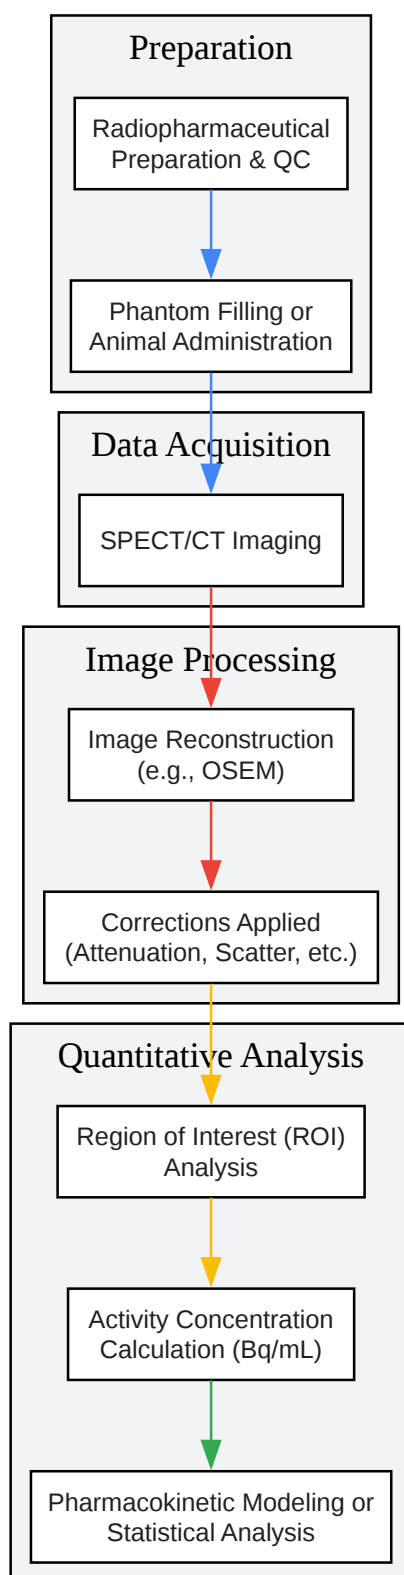 Preparation
Radiopharmaceutical
Preparation & QC
Phantom Filling or
Animal Administration
Data Acquisition
SPECT/CT Imaging
Image Processing
Image Reconstruction
(e.g., OSEM)
Corrections Applied
(Attenuation, Scatter, etc.)
Quantitative Analysis
Region of Interest (ROI)
Analysis
Activity Concentration
Calculation (Bq/mL)
Pharmacokinetic Modeling or
Statistical Analysis